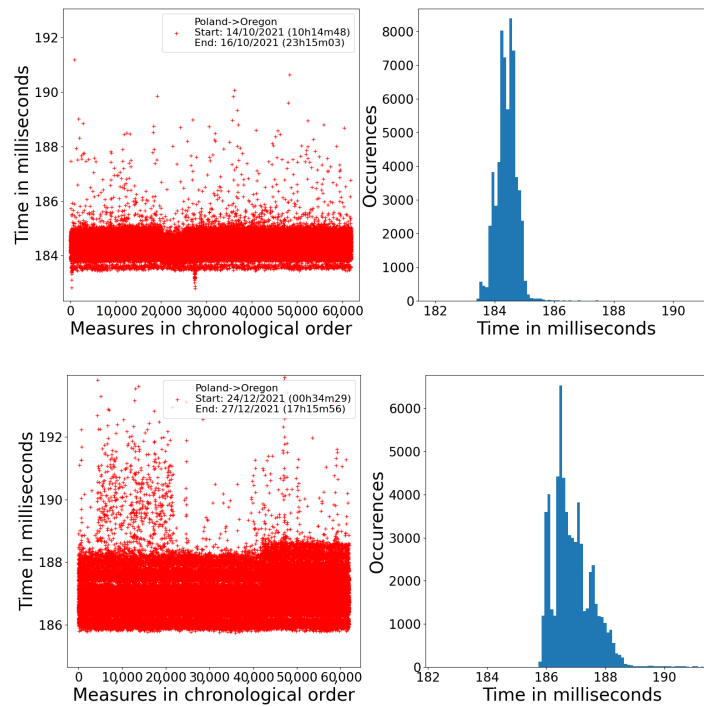 192
190
188
186
184
Time in milliseconds
Poland->Oregon
Start: 14/10/2021 (10h14m48)
End: 16/10/2021 (23h15m03)
0 10,000 20,000 30,000 40,000 50,000 60,000
Measures in chronological order
8000
7000
6000
5000
4000
3000
2000
1000
0
Occurences
182 184 186 188 190
Time in milliseconds
192
190
188
186
Time in milliseconds
Poland->Oregon
Start: 24/12/2021 (00h34m29)
End: 27/12/2021 (17h15m56)
0 10,000 20,000 30,000 40,000 50,000 60,000
Measures in chronological order
6000
5000
4000
3000
2000
1000
0
Occurences
182 184 186 188 190
Time in milliseconds